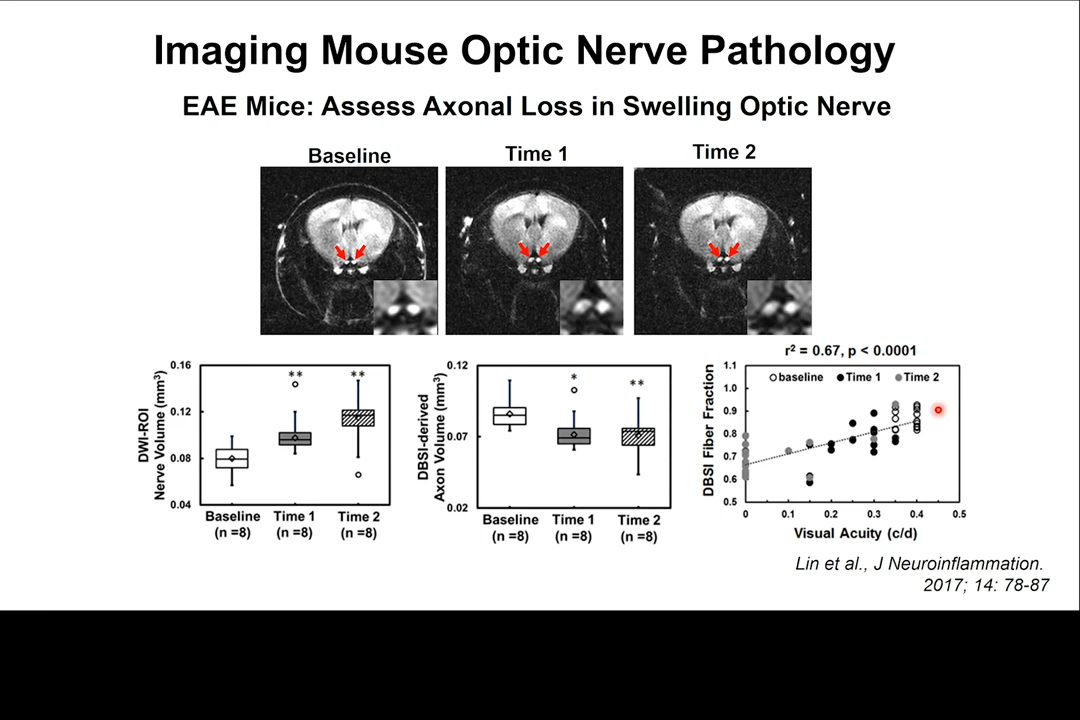 Imaging Mouse Optic Nerve Pathology
EAE Mice: Assess Axonal Loss in Swelling Optic Nerve
Baseline
Time 1
Time 2
DWI-ROI
Nerve Volume (mm³)
0.16
0.12
0.08
0.04
**
**
Baseline
(n =8)
Time 1
(n =8)
Time 2
(n =8)
DBSI-derived
Axon Volume (mm³)
0.12
0.07
0.02
*
**
Baseline
(n =8)
Time 1
(n =8)
Time 2
(n =8)
r² = 0.67, p < 0.0001
DBSI Fiber Fraction
1.1
1.0
0.9
0.8
0.7
0.6
0.5
baseline Time 1 Time 2
0 0.1 0.2 0.3 0.4 0.5
Visual Acuity (c/d)
Lin et al., J Neuroinflammation.
2017; 14: 78-87